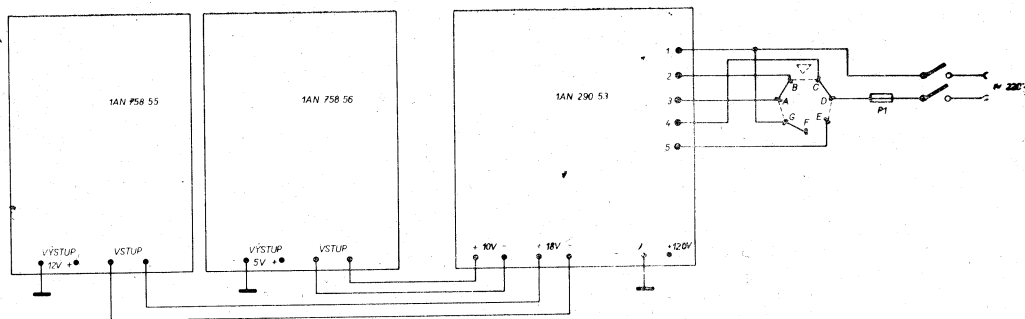 1AN 758 55
VÝSTUP
12V +
VSTUP
1AN 758 56
VÝSTUP
5V +
VSTUP
1AN 290 53
1
2
3
4
5
+ 10V -
+ 18V -
+120V
A
B
C
D
E
F
G
P1
~ 220V